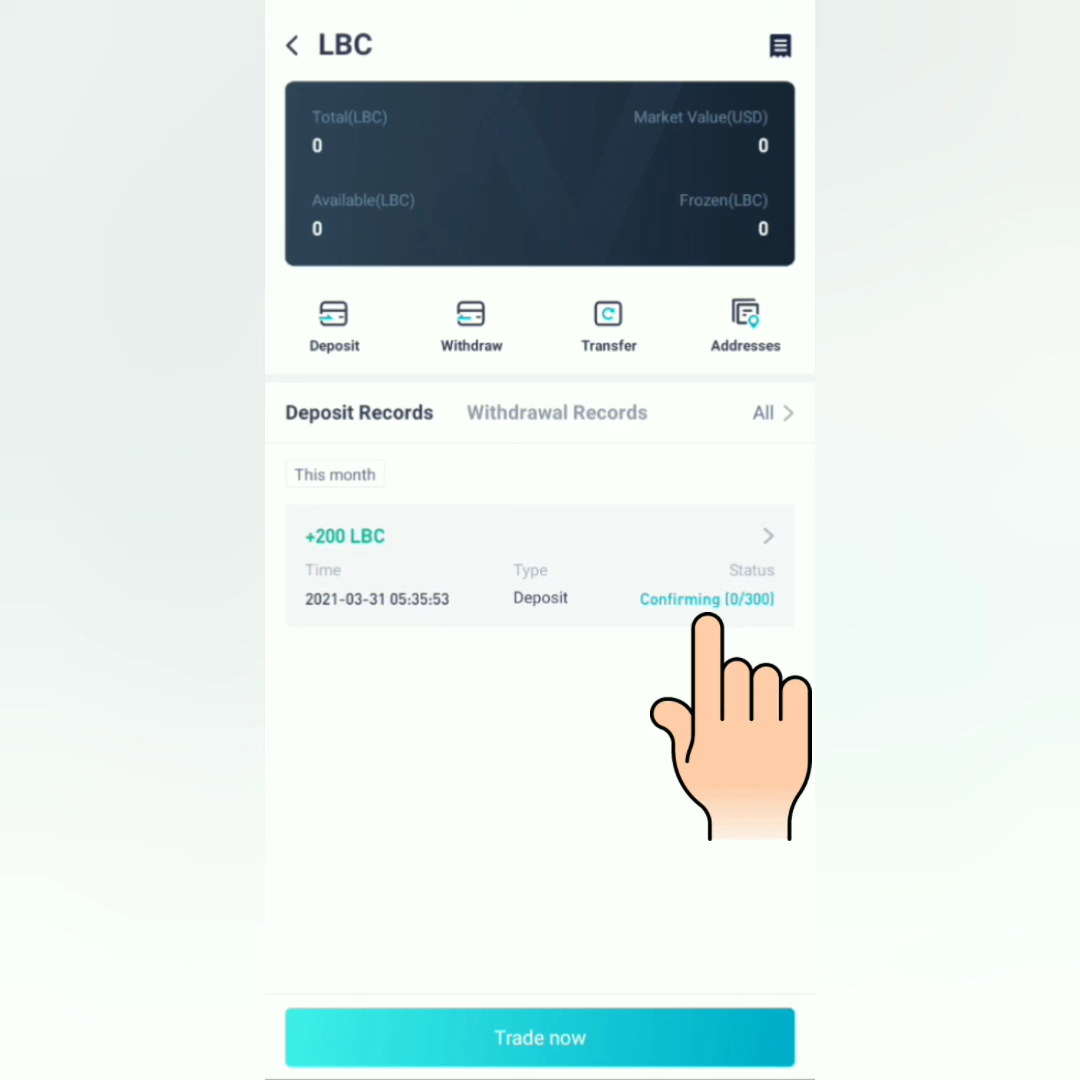 LBC
Total(LBC) Market Value(USD)
0 0
Available(LBC) Frozen(LBC)
0 0
Deposit Withdraw Transfer Addresses
Deposit Records Withdrawal Records All
This month
+200 LBC
Time Type Status
2021-03-31 05:35:53 Deposit Confirming (0/300)
Trade now